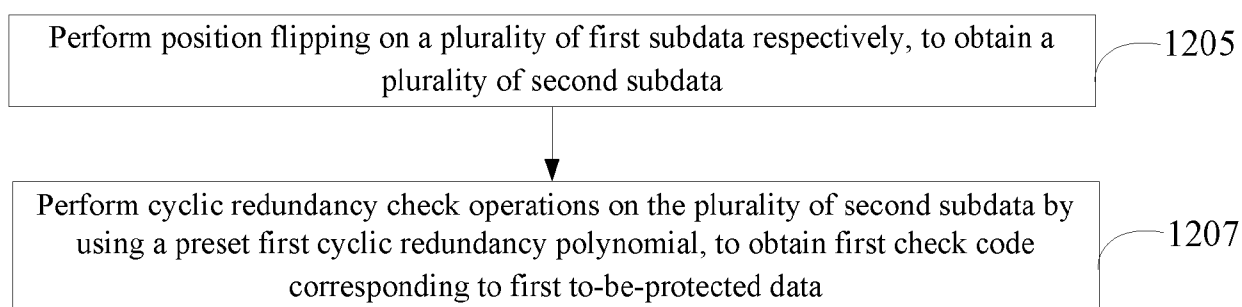 Perform position flipping on a plurality of first subdata respectively, to obtain a
plurality of second subdata
1205
Perform cyclic redundancy check operations on the plurality of second subdata by
using a preset first cyclic redundancy polynomial, to obtain first check code
corresponding to first to-be-protected data
1207